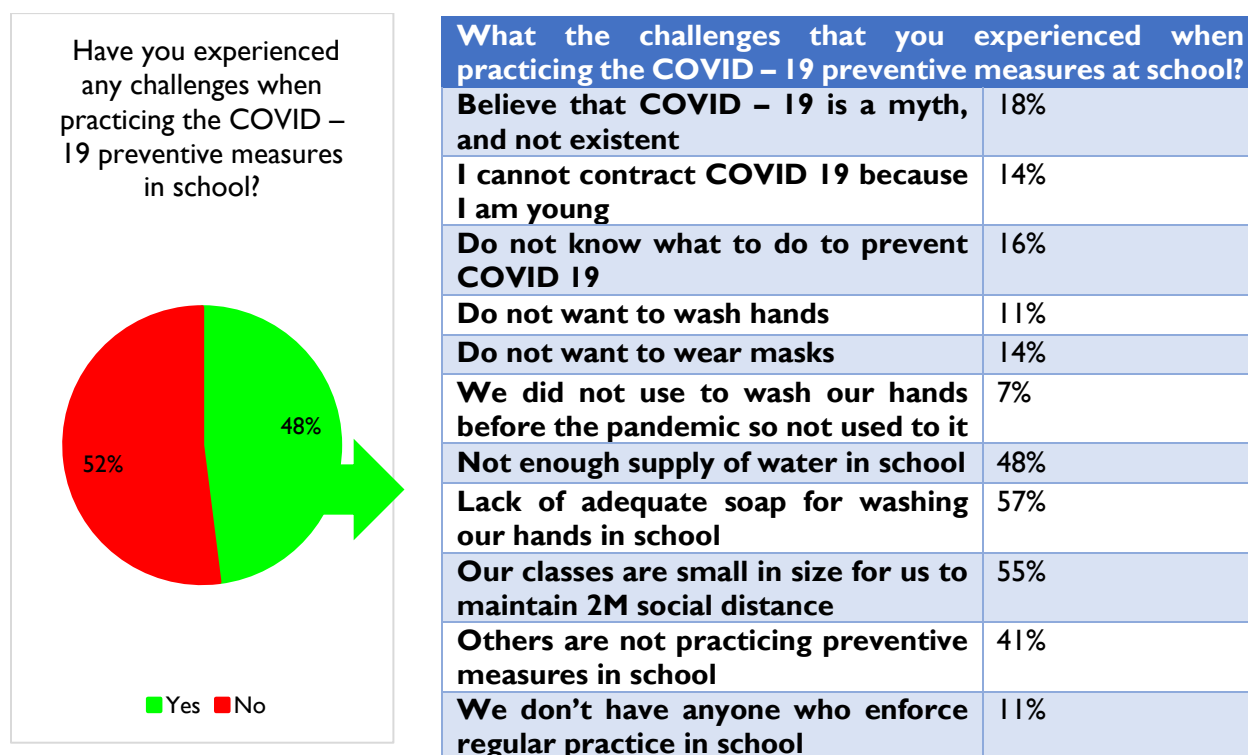 Have you experienced
any challenges when
practicing the COVID –
19 preventive measures
in school?
48%
52%
Yes No
What the challenges that you experienced when
practicing the COVID – 19 preventive measures at school?
Believe that COVID – 19 is a myth, 18%
and not existent
I cannot contract COVID 19 because 14%
I am young
Do not know what to do to prevent 16%
COVID 19
Do not want to wash hands 11%
Do not want to wear masks 14%
We did not use to wash our hands 7%
before the pandemic so not used to it
Not enough supply of water in school 48%
Lack of adequate soap for washing 57%
our hands in school
Our classes are small in size for us to 55%
maintain 2M social distance
Others are not practicing preventive 41%
measures in school
We don’t have anyone who enforce 11%
regular practice in school